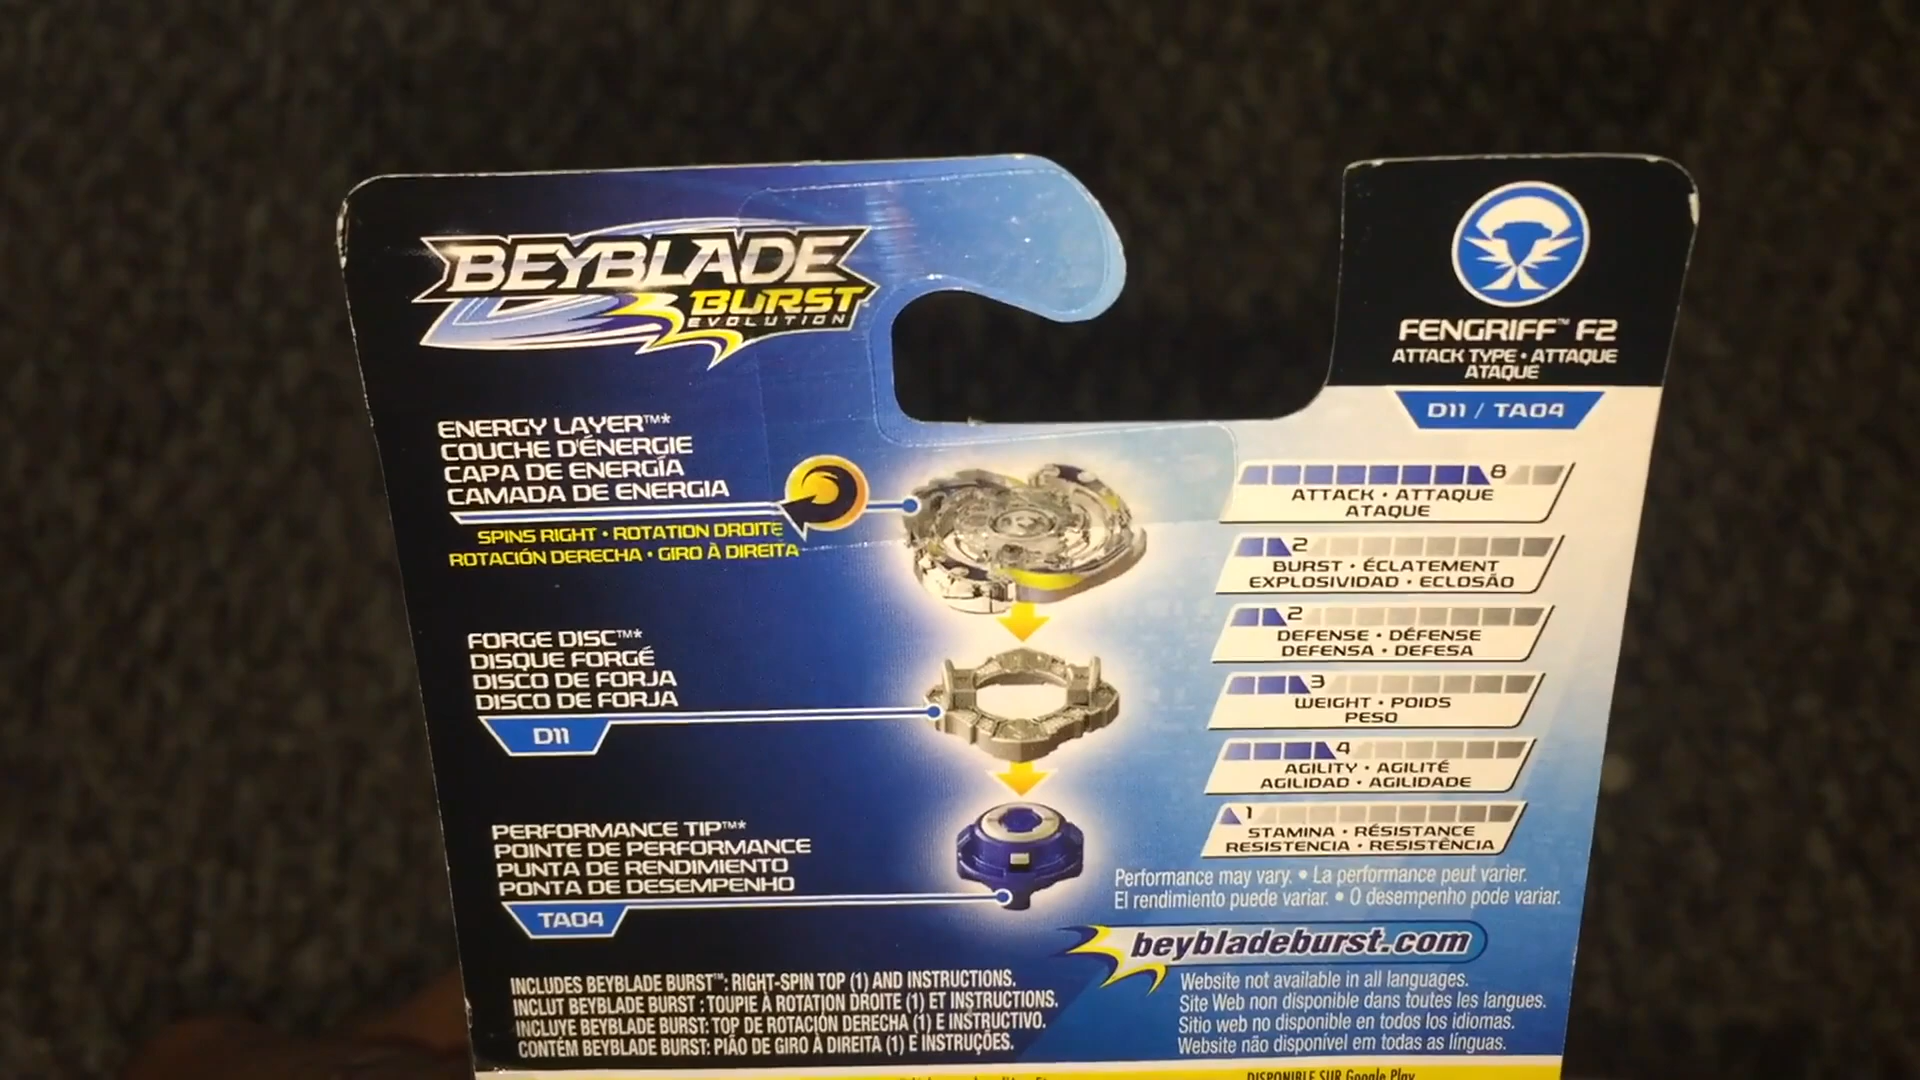 BEYBLADE
BURST
EVOLUTION
ENERGY LAYER™*
COUCHE D'ÉNERGIE
CAPA DE ENERGÍA
CAMADA DE ENERGIA
SPINS RIGHT • ROTATION DROITE
ROTACIÓN DERECHA • GIRO À DIREITA
FORGE DISC™*
DISQUE FORGÉ
DISCO DE FORJA
DISCO DE FORJA
D11
PERFORMANCE TIP™*
POINTE DE PERFORMANCE
PUNTA DE RENDIMIENTO
PONTA DE DESEMPENHO
TA04
INCLUDES BEYBLADE BURST™: RIGHT-SPIN TOP (1) AND INSTRUCTIONS.
INCLUT BEYBLADE BURST : TOUPIE À ROTATION DROITE (1) ET INSTRUCTIONS.
INCLUYE BEYBLADE BURST: TOP DE ROTACIÓN DERECHA (1) E INSTRUCTIVO.
CONTÉM BEYBLADE BURST: PIÃO DE GIRO À DIREITA (1) E INSTRUÇÕES.
FENGRIFF™ F2
ATTACK TYPE • ATTAQUE
ATAQUE
D11 / TA04
8
ATTACK • ATTAQUE
ATAQUE
2
BURST • ÉCLATEMENT
EXPLOSIVIDAD • ECLOSÃO
2
DEFENSE • DÉFENSE
DEFENSA • DEFESA
3
WEIGHT • POIDS
PESO
4
AGILITY • AGILITÉ
AGILIDAD • AGILIDADE
1
STAMINA • RÉSISTANCE
RESISTENCIA • RESISTÊNCIA
Performance may vary. • La performance peut varier.
El rendimiento puede variar. • O desempenho pode variar.
beybladeburst.com
Website not available in all languages.
Site Web non disponible dans toutes les langues.
Sitio web no disponible en todos los idiomas.
Website não disponível em todas as línguas.
DISPONIBLE SUR Google Play